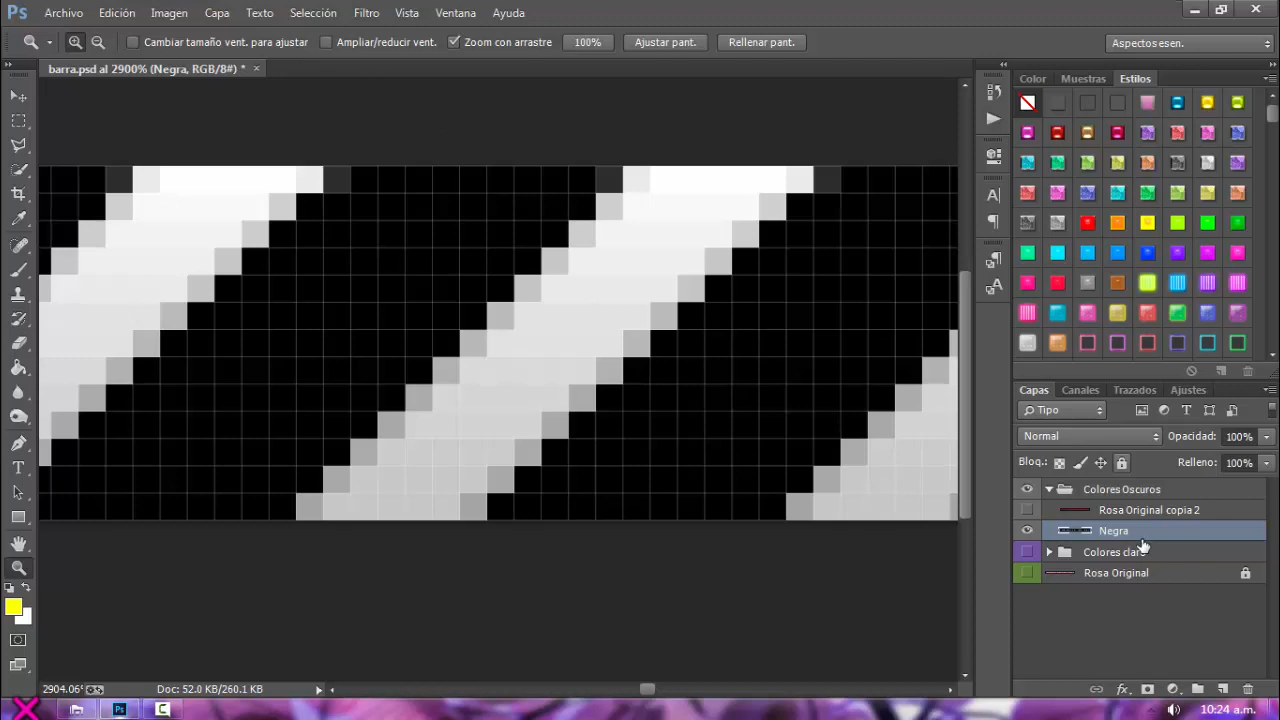 Ps Archivo Edición Imagen Capa Texto Selección Filtro Vista Ventana Ayuda
Cambiar tamaño vent. para ajustar Ampliar/reducir vent. Zoom con arrastre 100% Ajustar pant. Rellenar pant. Aspectos esen.
barra.psd al 2900% (Negra, RGB/8#) * ×
Color Muestras Estilos
Capas Canales Trazados Ajustes
Tipo
Normal Opacidad: 100%
Bloq.: Relleno: 100%
Colores Oscuros
Rosa Original copia 2
Negra
Colores clar
Rosa Original
Doc: 52.0 KB/260.1 KB
Ps 10:24 a.m.